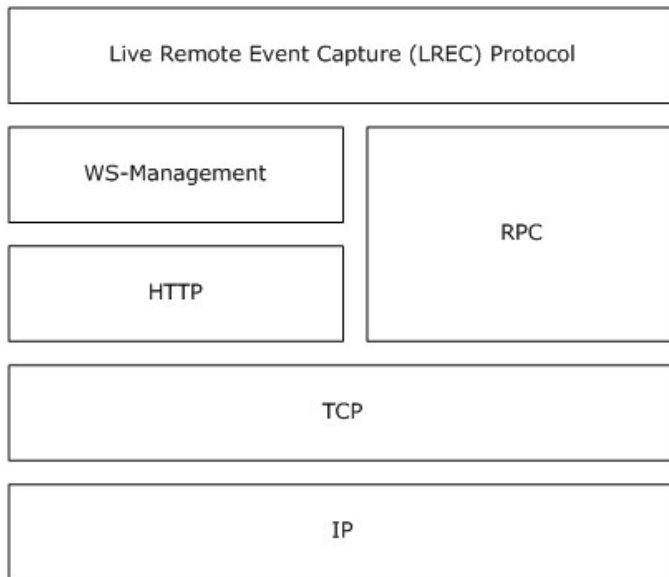 Live Remote Event Capture (LREC) Protocol
WS-Management
RPC
HTTP
TCP
IP